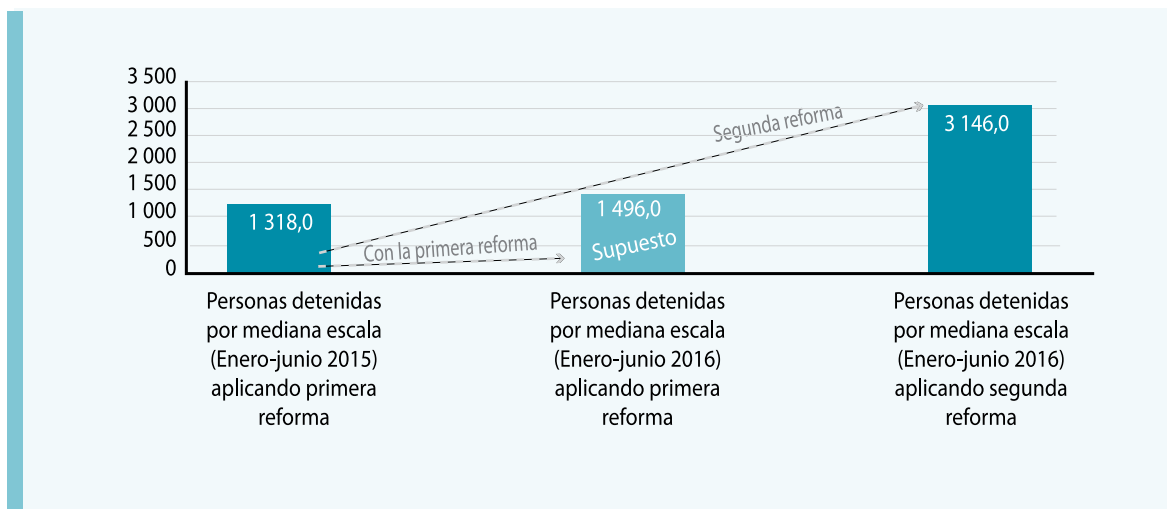 3 500
3 000
2 500
2 000
1 500
1 000
500
0
Segunda reforma
3 146,0
1 318,0
1 496,0
Con la primera reforma
Supuesto
Personas detenidas
por mediana escala
(Enero-junio 2015)
aplicando primera
reforma
Personas detenidas
por mediana escala
(Enero-junio 2016)
aplicando primera
reforma
Personas detenidas
por mediana escala
(Enero-junio 2016)
aplicando segunda
reforma